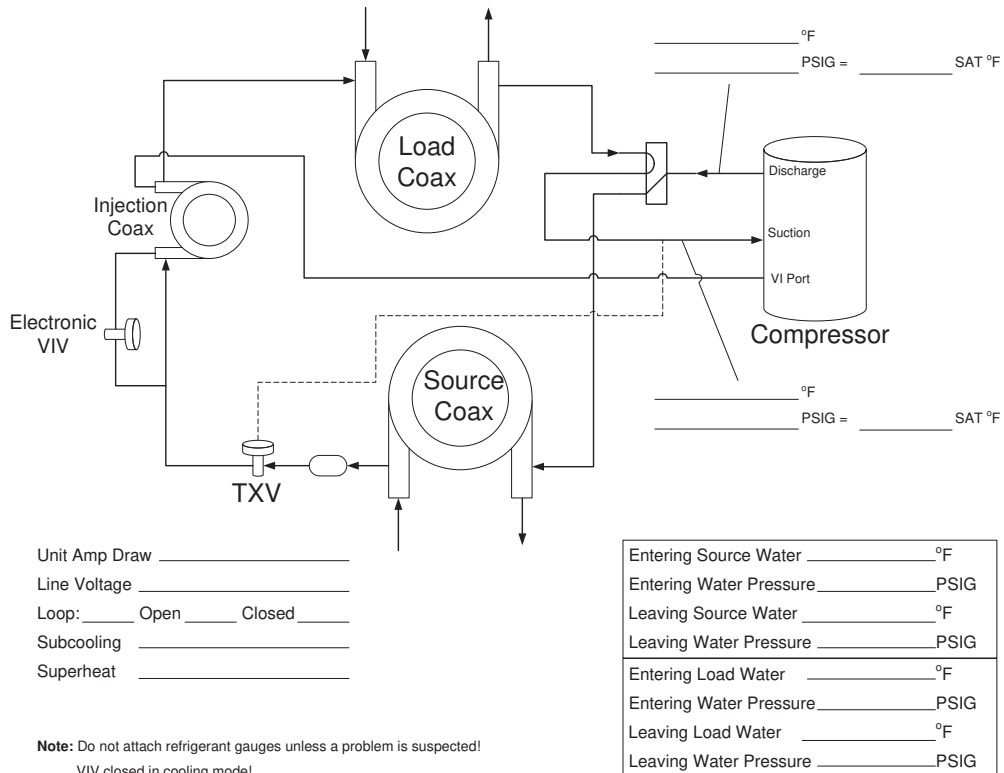 °F
PSIG = SAT °F
Load
Coax
Discharge
Injection
Coax
Suction
VI Port
Electronic
VIV
Compressor
Source
Coax
°F
PSIG = SAT °F
TXV
Unit Amp Draw
Line Voltage
Loop: Open Closed
Subcooling
Superheat
Entering Source Water °F
Entering Water Pressure PSIG
Leaving Source Water °F
Leaving Water Pressure PSIG
Entering Load Water °F
Entering Water Pressure PSIG
Leaving Load Water °F
Leaving Water Pressure PSIG
Note: Do not attach refrigerant gauges unless a problem is suspected!
VIV closed in cooling mode!